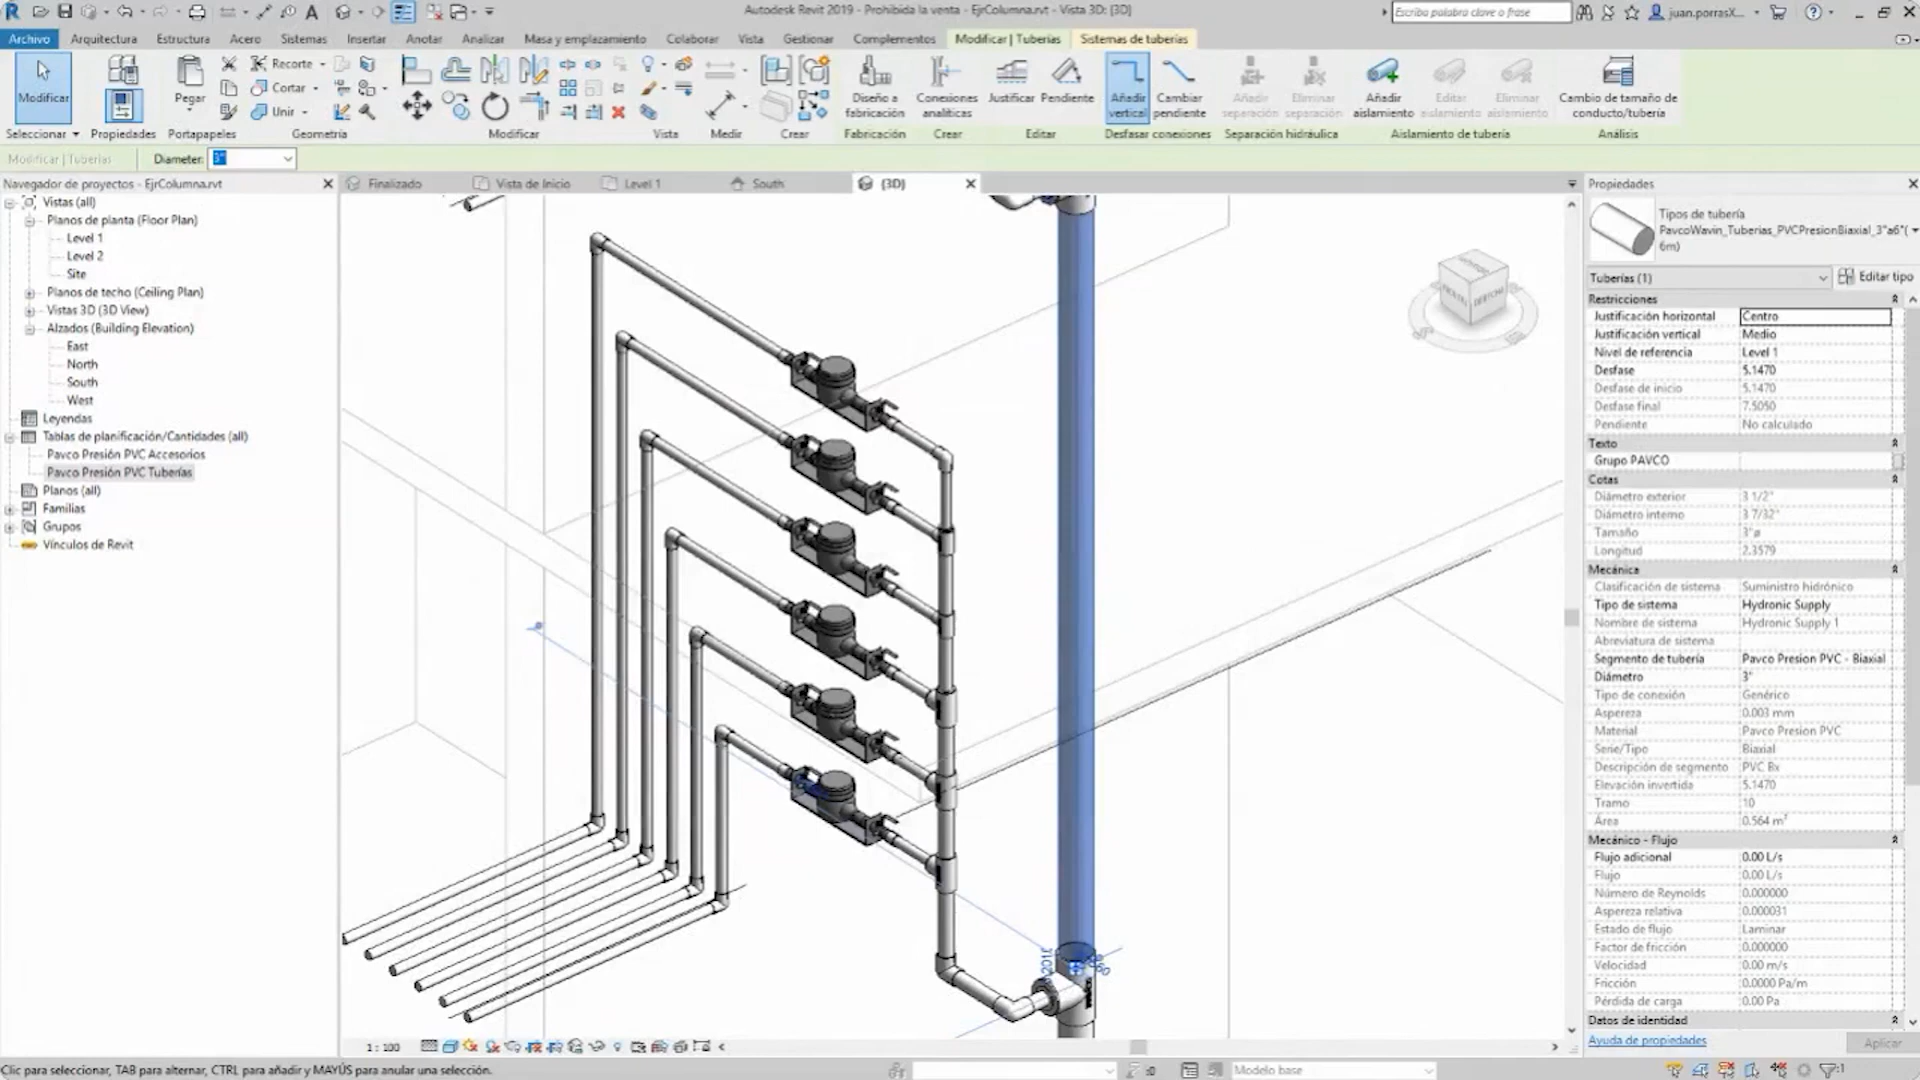 Autodesk Revit 2019 - Prohibida la venta - EjrColumna.rvt - Vista 3D: {3D}
Escriba palabra clave o frase
juan.porrasX...
Archivo Arquitectura Estructura Acero Sistemas Insertar Anotar Analizar Masa y emplazamiento Colaborar Vista Gestionar Complementos Modificar | Tuberías Sistemas de tuberías
Modificar
Pegar
Recorte
Cortar
Unir
Diseño a fabricación
Conexiones analíticas
Justificar
Pendiente
Añadir vertical
Cambiar pendiente
Añadir separación
Eliminar separación
Añadir aislamiento
Editar aislamiento
Eliminar aislamiento
Cambio de tamaño de conducto/tubería
Seleccionar Propiedades Portapapeles Geometría Modificar Vista Medir Crear Fabricación Crear Editar Desfasar conexiones Separación hidráulica Aislamiento de tubería Análisis
Modificar | Tuberías
Diameter: 3"
Navegador de proyectos - EjrColumna.rvt
Finalizado Vista de Inicio Level 1 South {3D}
Vistas (all)
Planos de planta (Floor Plan)
Level 1
Level 2
Site
Planos de techo (Ceiling Plan)
Vistas 3D (3D View)
Alzados (Building Elevation)
East
North
South
West
Leyendas
Tablas de planificación/Cantidades (all)
Pavco Presión PVC Accesorios
Pavco Presión PVC Tuberías
Planos (all)
Familias
Grupos
Vínculos de Revit
Propiedades
Tipos de tubería
PavcoWavin_Tuberias_PVCPresionBiaxial_3"a6"(
6m)
Tuberías (1)
Editar tipo
Restricciones
Justificación horizontal Centro
Justificación vertical Medio
Nivel de referencia Level 1
Desfase 5.1470
Desfase de inicio 5.1470
Desfase final 7.5050
Pendiente No calculado
Texto
Grupo PAVCO
Cotas
Diámetro exterior 3 1/2"
Diámetro interno 3 7/32"
Tamaño 3"ø
Longitud 2.3579
Mecánica
Clasificación de sistema Suministro hidrónico
Tipo de sistema Hydronic Supply
Nombre de sistema Hydronic Supply 1
Abreviatura de sistema
Segmento de tubería Pavco Presion PVC - Biaxial
Diámetro 3"
Tipo de conexión Genérico
Aspereza 0.003 mm
Material Pavco Presion PVC
Serie/Tipo Biaxial
Descripción de segmento PVC Bx
Elevación invertida 5.1470
Tramo 10
Área 0.564 m²
Mecánico - Flujo
Flujo adicional 0.00 L/s
Flujo 0.00 L/s
Número de Reynolds 0.000000
Aspereza relativa 0.000031
Estado de flujo Laminar
Factor de fricción 0.000000
Velocidad 0.00 m/s
Fricción 0.0000 Pa/m
Pérdida de carga 0.00 Pa
Datos de identidad
Ayuda de propiedades
Aplicar
1 : 100
Clic para seleccionar, TAB para alternar, CTRL para añadir y MAYÚS para anular una selección.
:0
Modelo base
:1